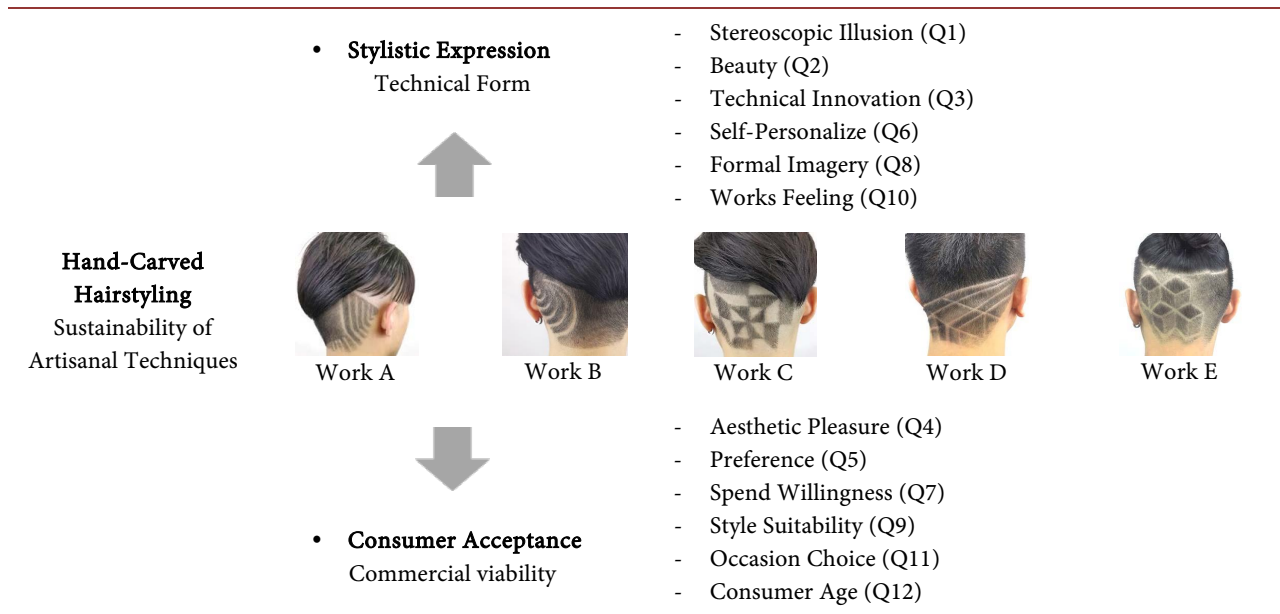 • Stylistic Expression
Technical Form
- Stereoscopic Illusion (Q1)
- Beauty (Q2)
- Technical Innovation (Q3)
- Self-Personalize (Q6)
- Formal Imagery (Q8)
- Works Feeling (Q10)
Hand-Carved
Hairstyling
Sustainability of
Artisanal Techniques
Work A
Work B
Work C
Work D
Work E
- Aesthetic Pleasure (Q4)
- Preference (Q5)
- Spend Willingness (Q7)
- Style Suitability (Q9)
- Occasion Choice (Q11)
- Consumer Age (Q12)
• Consumer Acceptance
Commercial viability